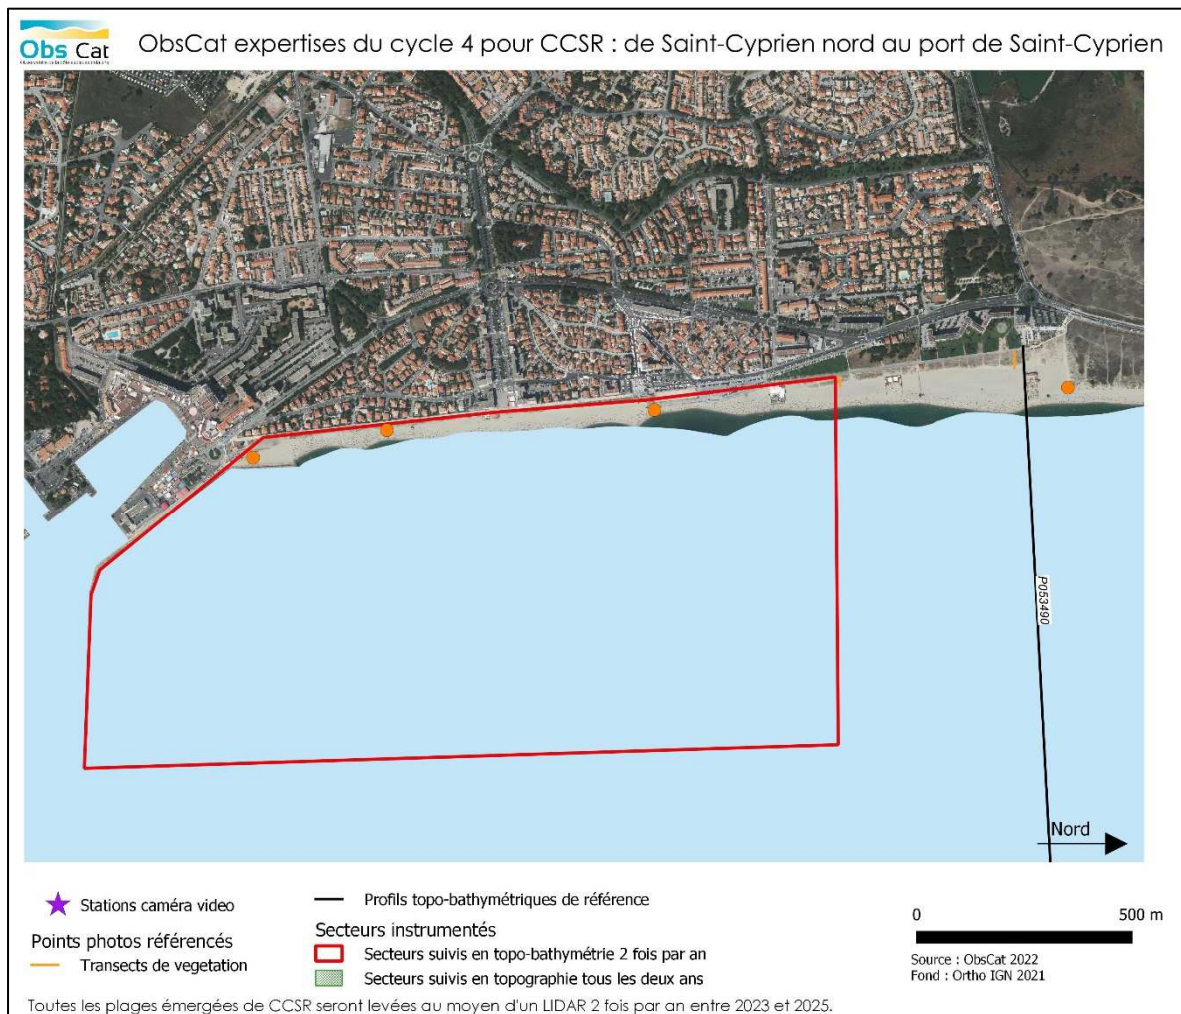 Obs Cat
ObsCat expertises du cycle 4 pour CCSR : de Saint-Cyprien nord au port de Saint-Cyprien
P053490
Nord
Stations caméra video
Points photos référencés
Transects de vegetation
Profils topo-bathymétriques de référence
Secteurs instrumentés
Secteurs suivis en topo-bathymétrie 2 fois par an
Secteurs suivis en topographie tous les deux ans
0 500 m
Source : ObsCat 2022
Fond : Ortho IGN 2021
Toutes les plages émergées de CCSR seront levées au moyen d'un LIDAR 2 fois par an entre 2023 et 2025.